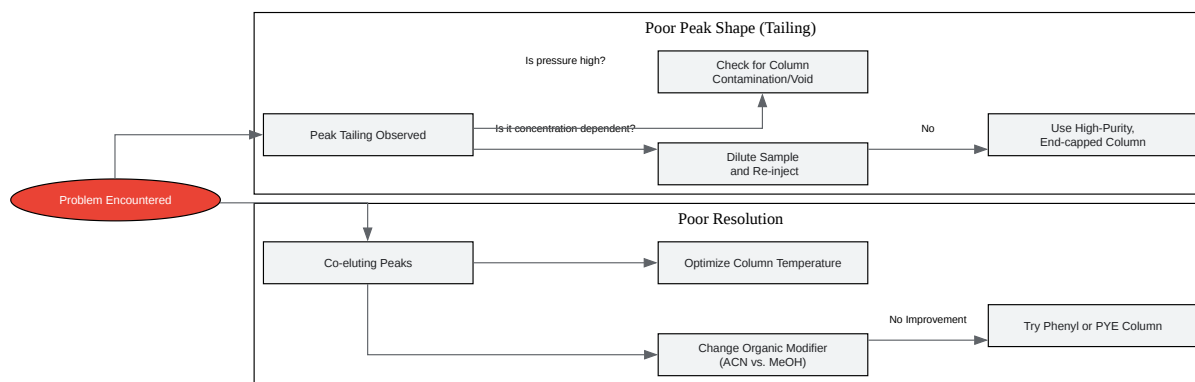 Poor Peak Shape (Tailing)
Is pressure high?
Check for Column
Contamination/Void
Peak Tailing Observed
Is it concentration dependent?
No
Use High-Purity,
End-capped Column
Dilute Sample
and Re-inject
Problem Encountered
Poor Resolution
Co-eluting Peaks
Optimize Column Temperature
No Improvement
Try Phenyl or PYE Column
Change Organic Modifier
(ACN vs. MeOH)